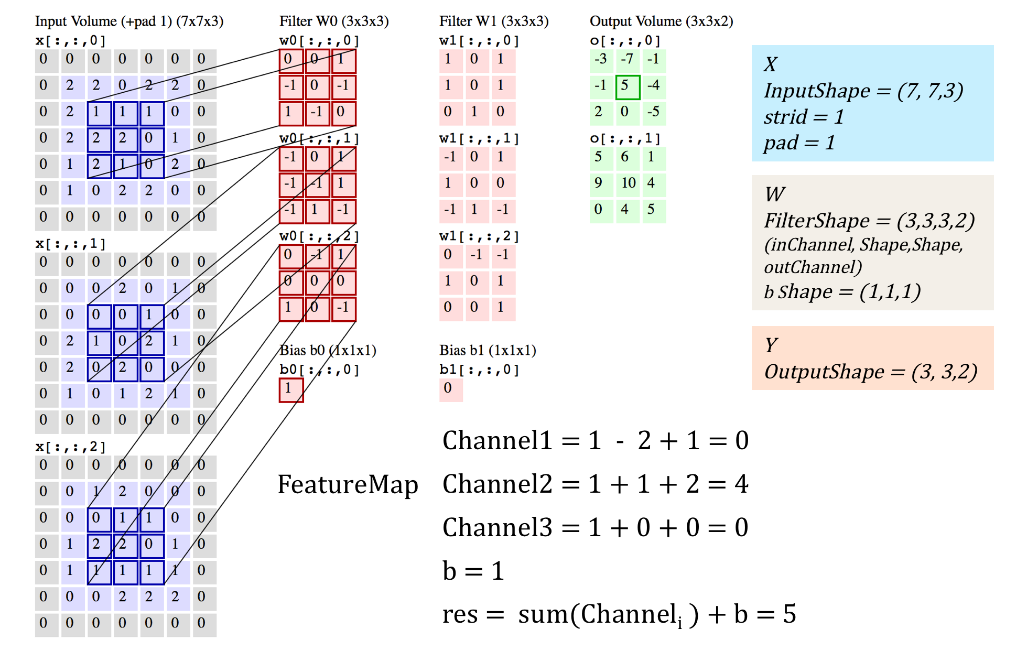 Input Volume (+pad 1) (7x7x3)
x[:,:,0]
0 0 0 0 0 0 0
0 2 2 0 2 2 0
0 2 1 1 1 0 0
0 2 2 2 0 1 0
0 1 2 1 0 2 0
0 1 0 2 2 0 0
0 0 0 0 0 0 0
x[:,:,1]
0 0 0 0 0 0 0
0 0 0 2 0 1 0
0 0 0 0 1 0 0
0 2 1 0 2 1 0
0 2 0 2 0 0 0
0 1 0 1 2 1 0
0 0 0 0 0 0 0
x[:,:,2]
0 0 0 0 0 0 0
0 0 1 2 0 0 0
0 0 0 1 1 0 0
0 1 2 2 0 1 0
0 1 1 1 1 1 0
0 0 0 2 2 2 0
0 0 0 0 0 0 0
Filter W0 (3x3x3)
w0[:,:,0]
0 0 1
-1 0 -1
1 -1 0
w0[:,:,1]
-1 0 1
-1 -1 1
-1 1 -1
w0[:,:,2]
0 -1 1
0 0 0
1 0 -1
Bias b0 (1x1x1)
b0[:,:,0]
1
Filter W1 (3x3x3)
w1[:,:,0]
1 0 1
1 0 1
0 1 0
w1[:,:,1]
-1 0 1
1 0 0
-1 1 -1
w1[:,:,2]
0 -1 -1
1 0 1
0 0 1
Bias b1 (1x1x1)
b1[:,:,0]
0
Output Volume (3x3x2)
o[:,:,0]
-3 -7 -1
-1 5 -4
2 0 -5
o[:,:,1]
5 6 1
9 10 4
0 4 5
X
InputShape = (7, 7,3)
strid = 1
pad = 1
W
FilterShape = (3,3,3,2)
(inChannel, Shape,Shape,
outChannel)
b Shape = (1,1,1)
Y
OutputShape = (3, 3,2)
FeatureMap
Channel1 = 1 - 2 + 1 = 0
Channel2 = 1 + 1 + 2 = 4
Channel3 = 1 + 0 + 0 = 0
b = 1
res = sum(Channelᵢ) + b = 5